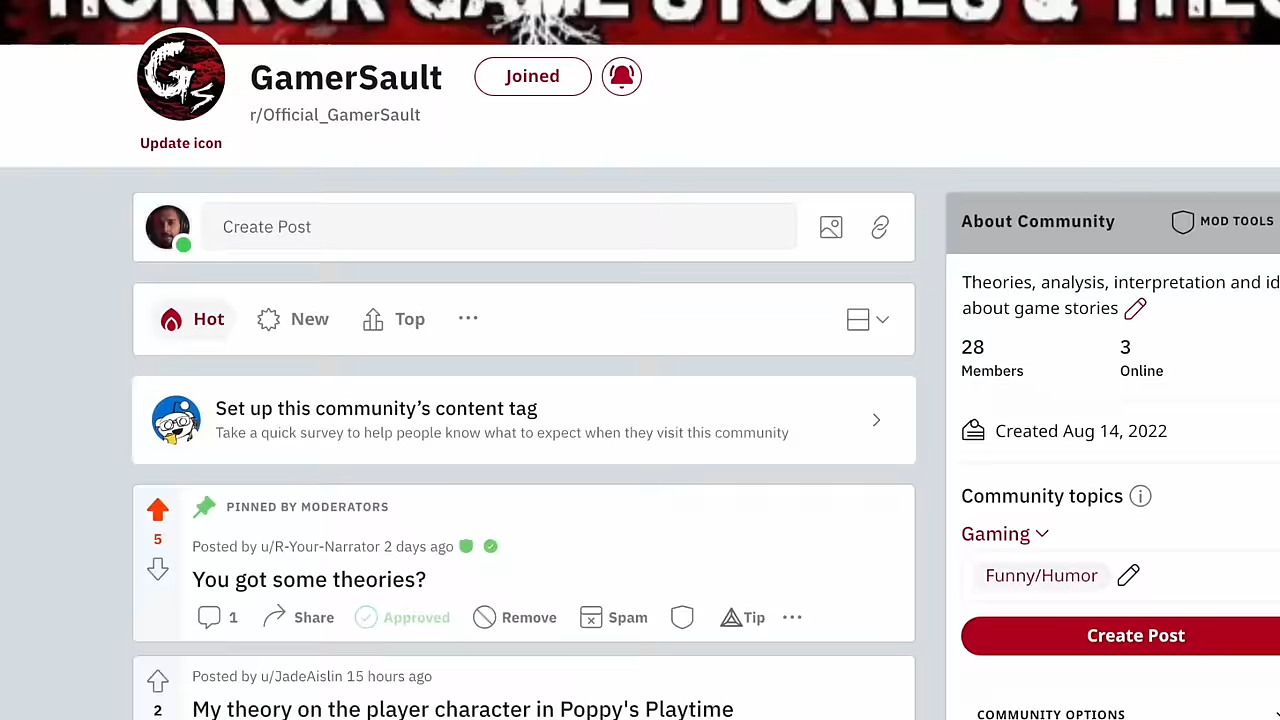 HORROR GAME STORIES & THE
GS
GamerSault
Joined
r/Official_GamerSault
Update icon
Create Post
About Community
MOD TOOLS
Hot
New
Top
...
Theories, analysis, interpretation and id
about game stories
28
3
Members
Online
Set up this community’s content tag
Take a quick survey to help people know what to expect when they visit this community
Created Aug 14, 2022
Community topics
Gaming
Funny/Humor
PINNED BY MODERATORS
5
Posted by u/R-Your-Narrator 2 days ago
You got some theories?
1
Share
Approved
Remove
Spam
Tip
...
Create Post
Posted by u/JadeAislin 15 hours ago
2
My theory on the player character in Poppy's Playtime
COMMUNITY OPTIONS